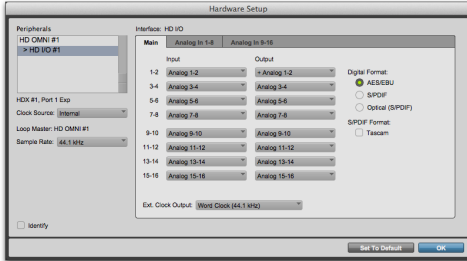 Hardware Setup
Peripherals
HD OMNI #1
> HD I/O #1
HDX #1, Port 1 Exp
Clock Source: Internal
Loop Master: HD OMNI #1
Sample Rate: 44.1 kHz
Identify
Interface: HD I/O
Main Analog In 1-8 Analog In 9-16
Input Output
1-2 Analog 1-2 + Analog 1-2
3-4 Analog 3-4 Analog 3-4
5-6 Analog 5-6 Analog 5-6
7-8 Analog 7-8 Analog 7-8
9-10 Analog 9-10 Analog 9-10
11-12 Analog 11-12 Analog 11-12
13-14 Analog 13-14 Analog 13-14
15-16 Analog 15-16 Analog 15-16
Ext. Clock Output: Word Clock (44.1 kHz)
Digital Format:
AES/EBU
S/PDIF
Optical (S/PDIF)
S/PDIF Format:
Tascam
Set To Default OK